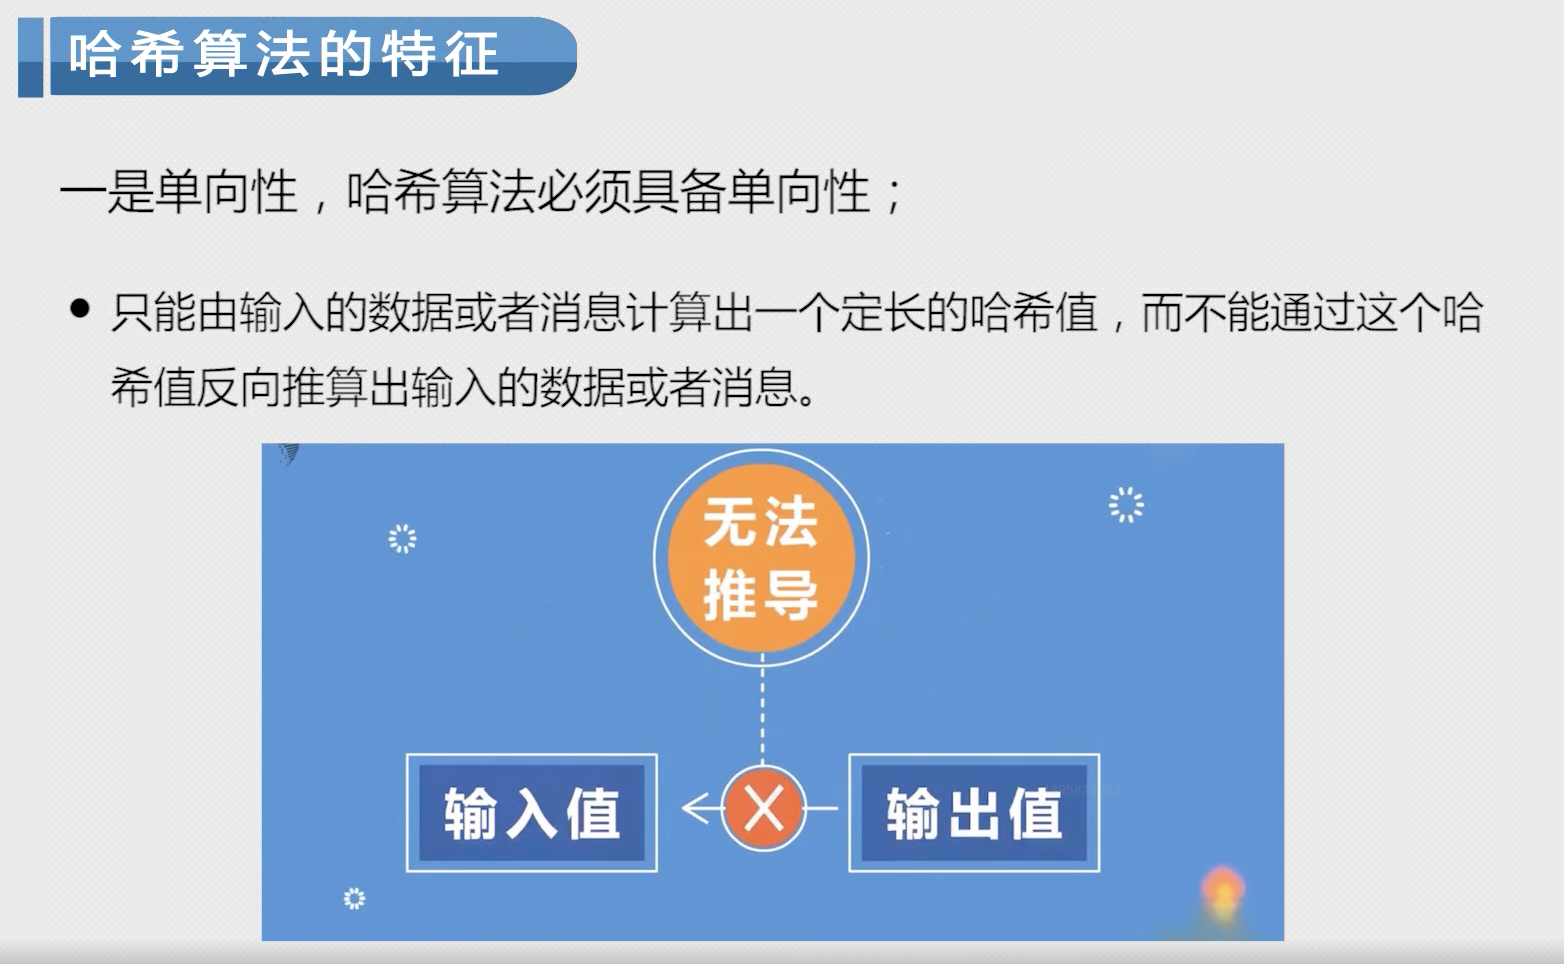 哈希算法的特征
一是单向性，哈希算法必须具备单向性；
● 只能由输入的数据或者消息计算出一个定长的哈希值，而不能通过这个哈
希值反向推算出输入的数据或者消息。
无法
推导
输入值
输出值